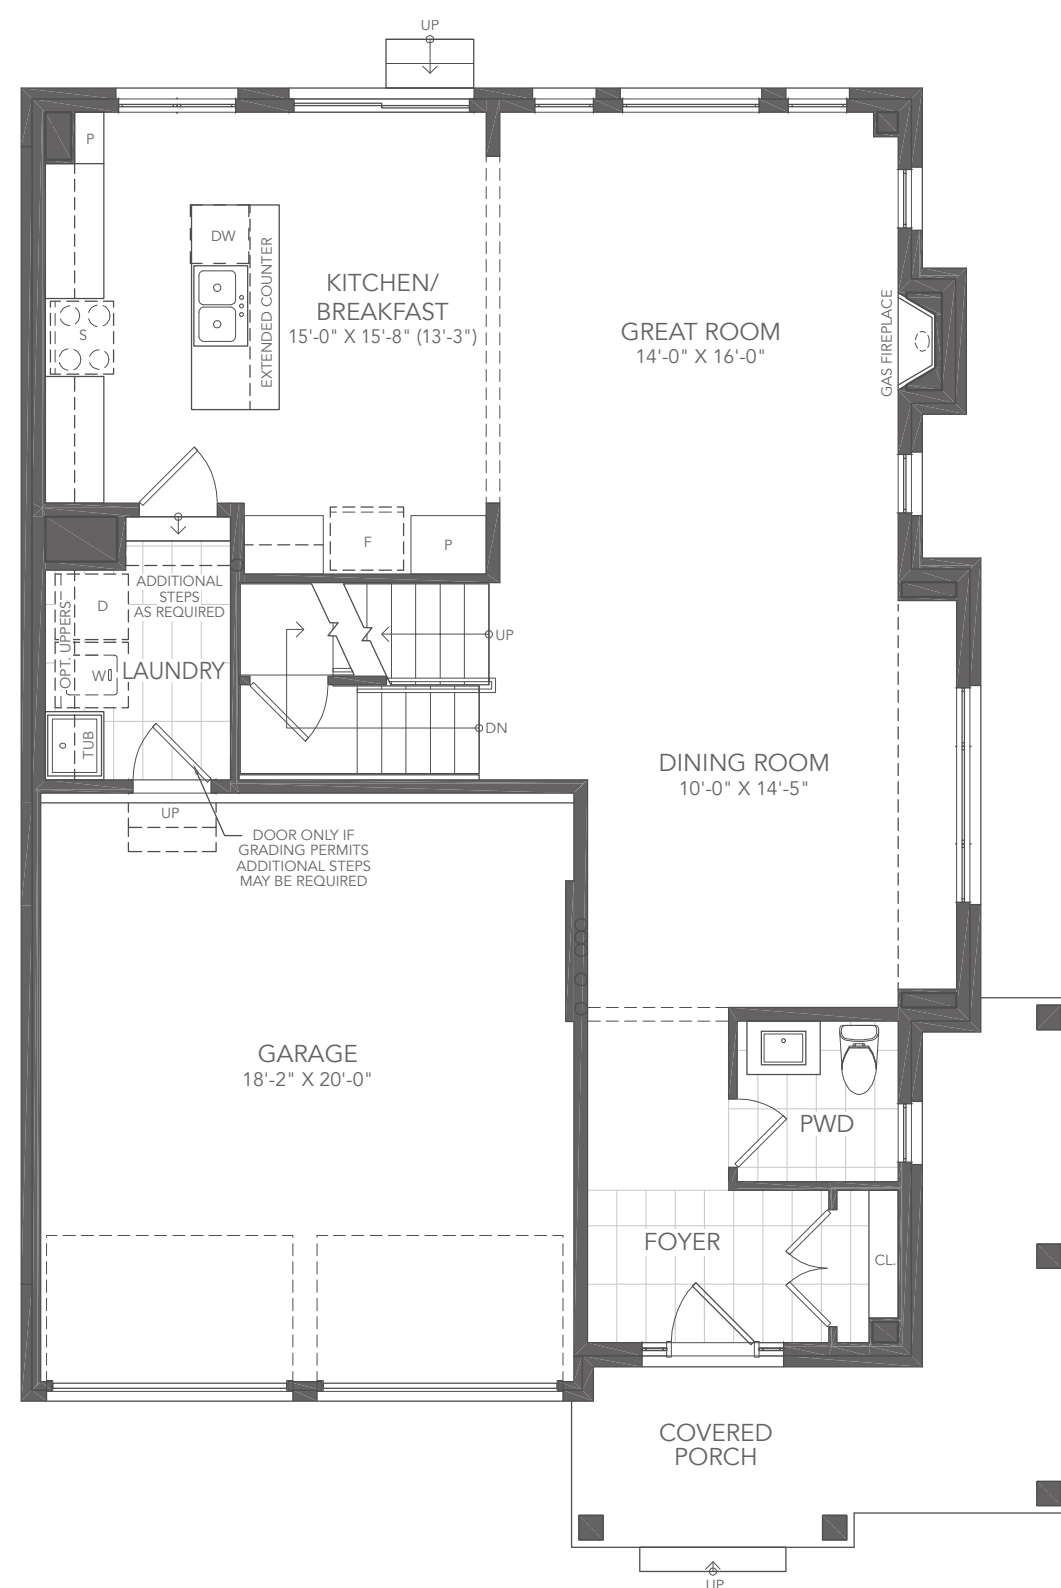 UP
P
DW
EXTENDED COUNTER
KITCHEN/
BREAKFAST
15'-0" X 15'-8" (13'-3")
S
GREAT ROOM
14'-0" X 16'-0"
GAS FIREPLACE
F
P
ADDITIONAL
STEPS
AS REQUIRED
D
OPT. UPPERS
W
LAUNDRY
TUB
UP
DN
UP
DOOR ONLY IF
GRADING PERMITS
ADDITIONAL STEPS
MAY BE REQUIRED
DINING ROOM
10'-0" X 14'-5"
GARAGE
18'-2" X 20'-0"
PWD
FOYER
CL.
COVERED
PORCH
UP